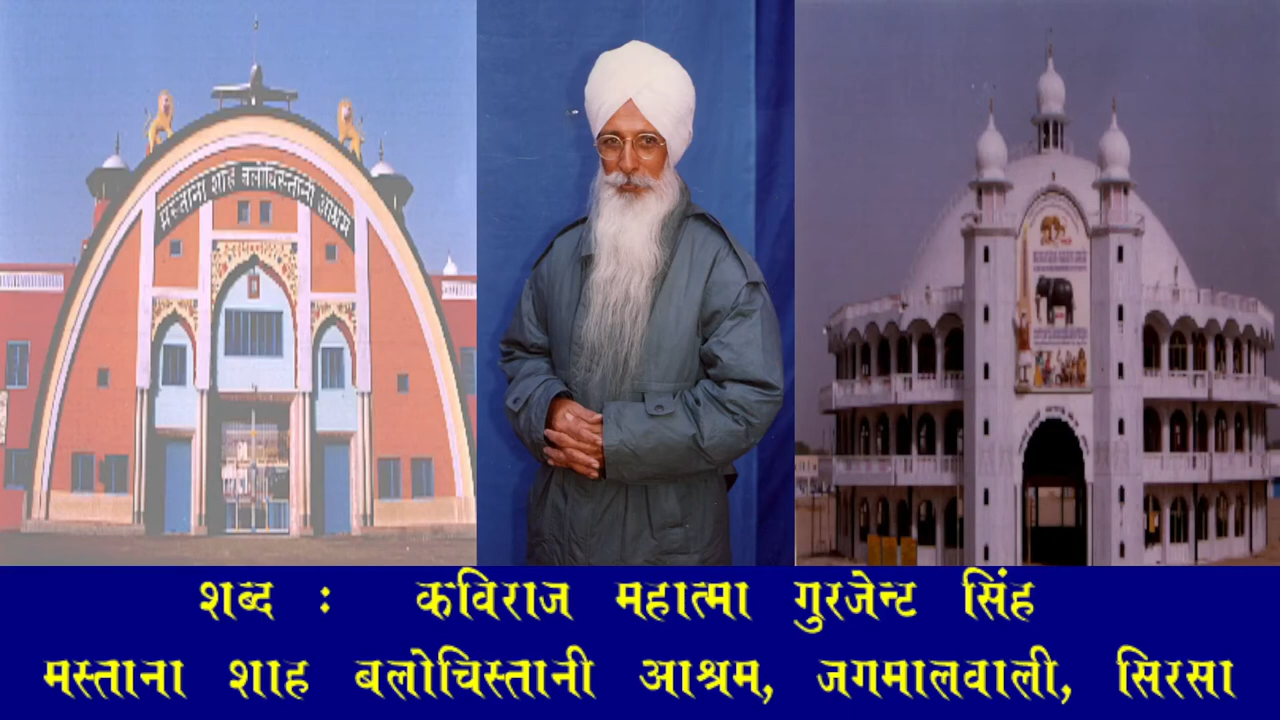 मस्ताना शाह बलोचिस्तानी आश्रम
शब्द : कविराज महात्मा गुरजेन्ट सिंह
मस्ताना शाह बलोचिस्तानी आश्रम, जगमालवाली, सिरसा